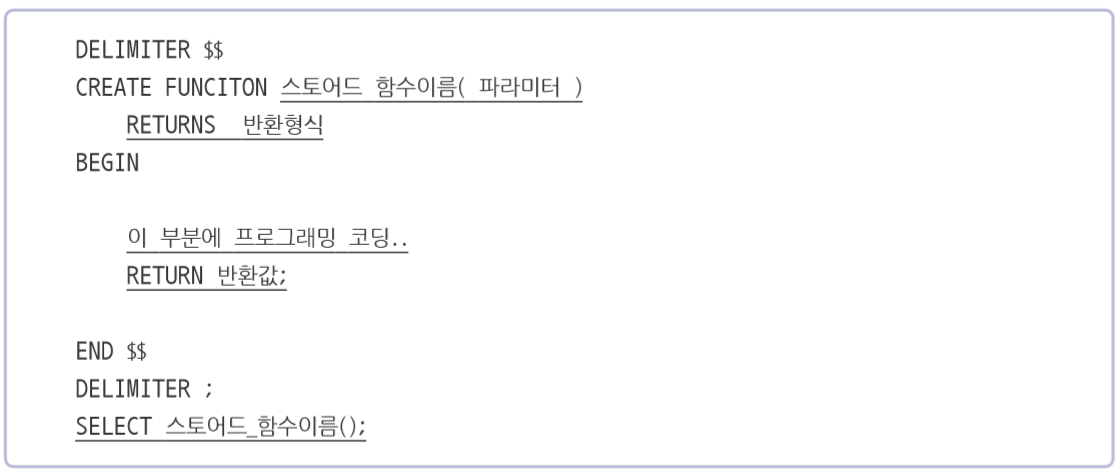 DELIMITER $$
CREATE FUNCITON 스토어드 함수이름( 파라미터 )
RETURNS 반환형식
BEGIN
이 부분에 프로그래밍 코딩..
RETURN 반환값;
END $$
DELIMITER ;
SELECT 스토어드_함수이름();